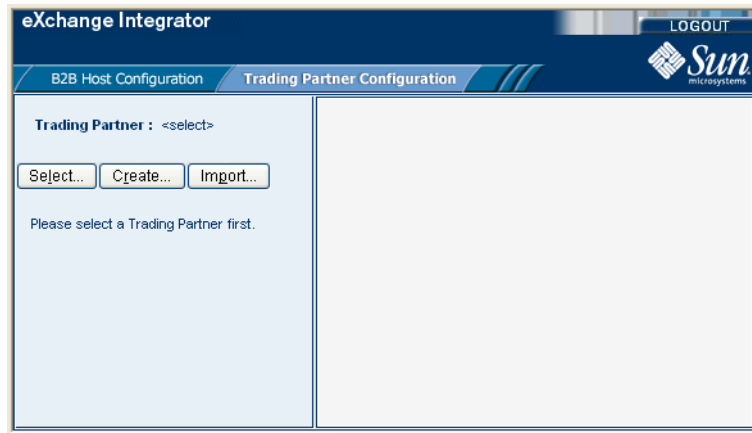 eXchange Integrator
LOGOUT
Sun
microsystems
B2B Host Configuration
Trading Partner Configuration
Trading Partner : <select>
Select...
Create...
Import...
Please select a Trading Partner first.